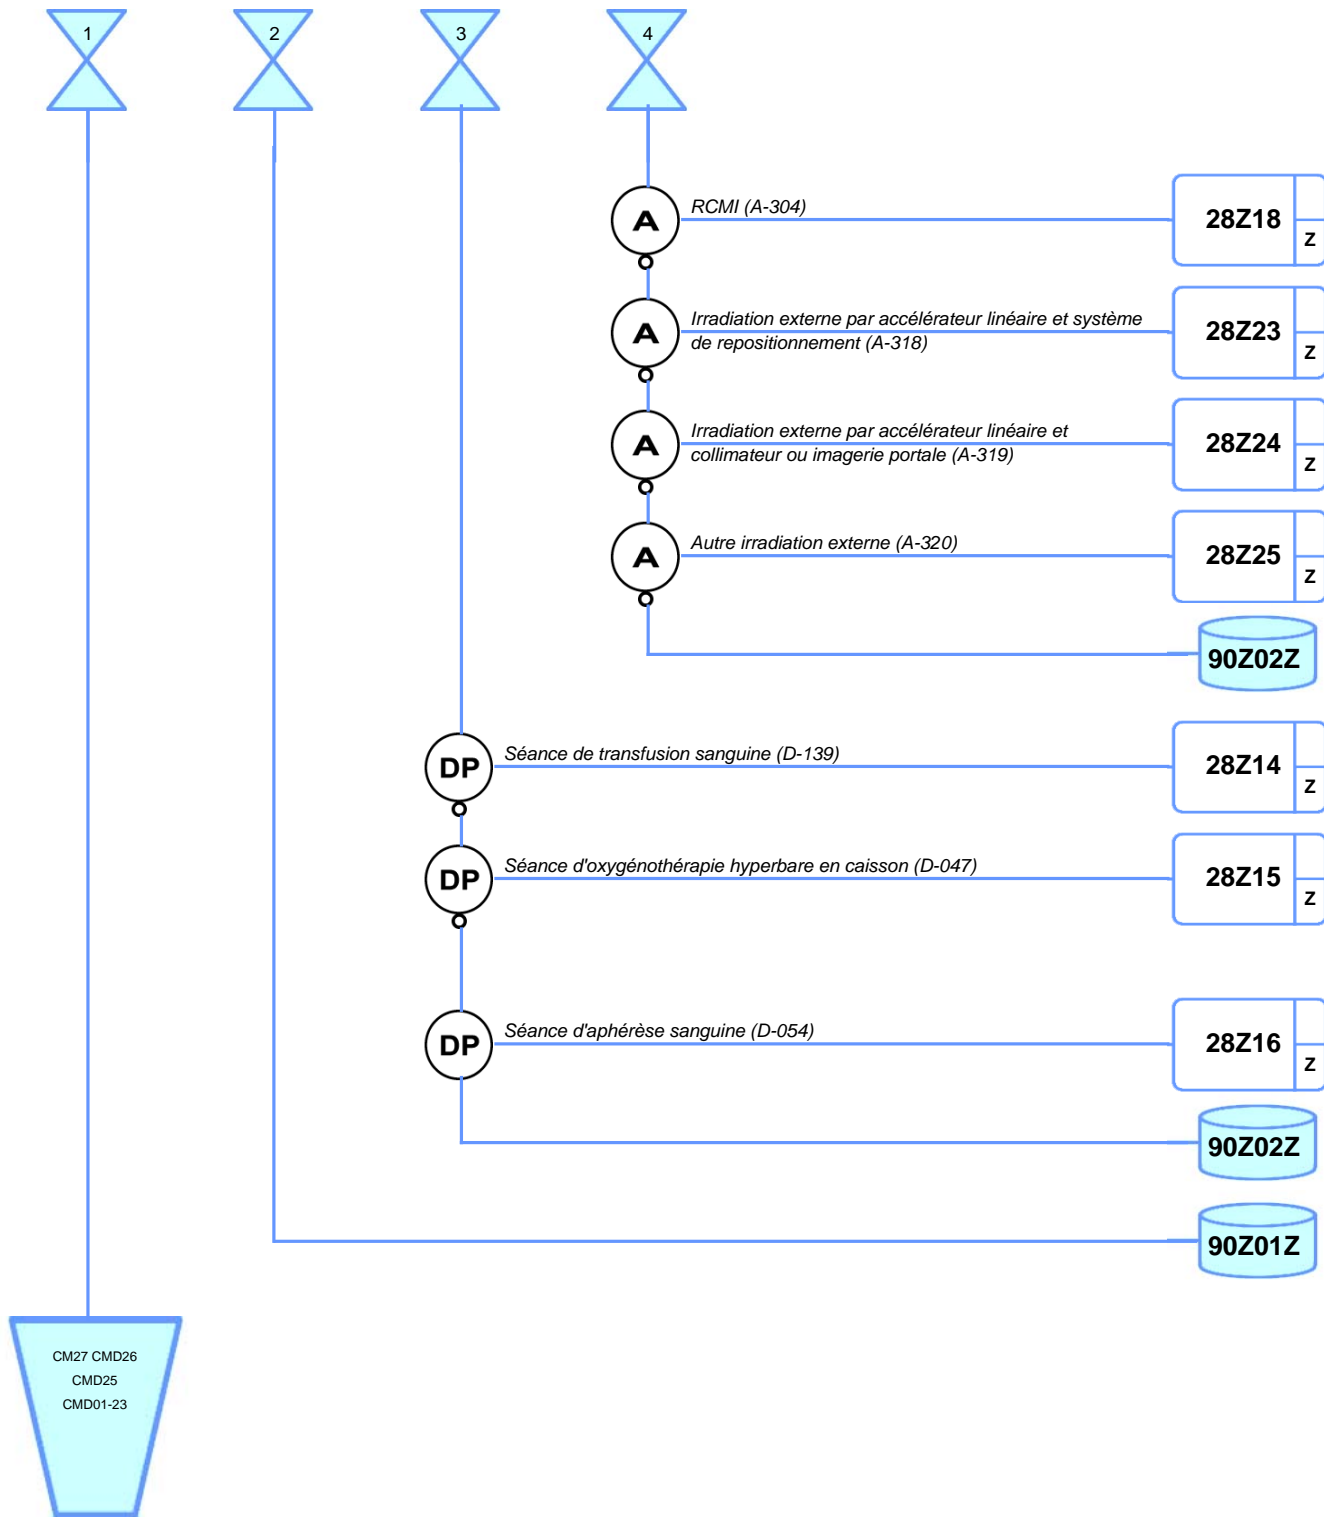 1
2
3
4
A
RCMI (A-304)
28Z18
Z
A
Irradiation externe par accélérateur linéaire et système
de repositionnement (A-318)
28Z23
Z
A
Irradiation externe par accélérateur linéaire et
collimateur ou imagerie portale (A-319)
28Z24
Z
A
Autre irradiation externe (A-320)
28Z25
Z
90Z02Z
DP
Séance de transfusion sanguine (D-139)
28Z14
Z
DP
Séance d'oxygénothérapie hyperbare en caisson (D-047)
28Z15
Z
DP
Séance d'aphérèse sanguine (D-054)
28Z16
Z
90Z02Z
90Z01Z
CM27 CMD26
CMD25
CMD01-23